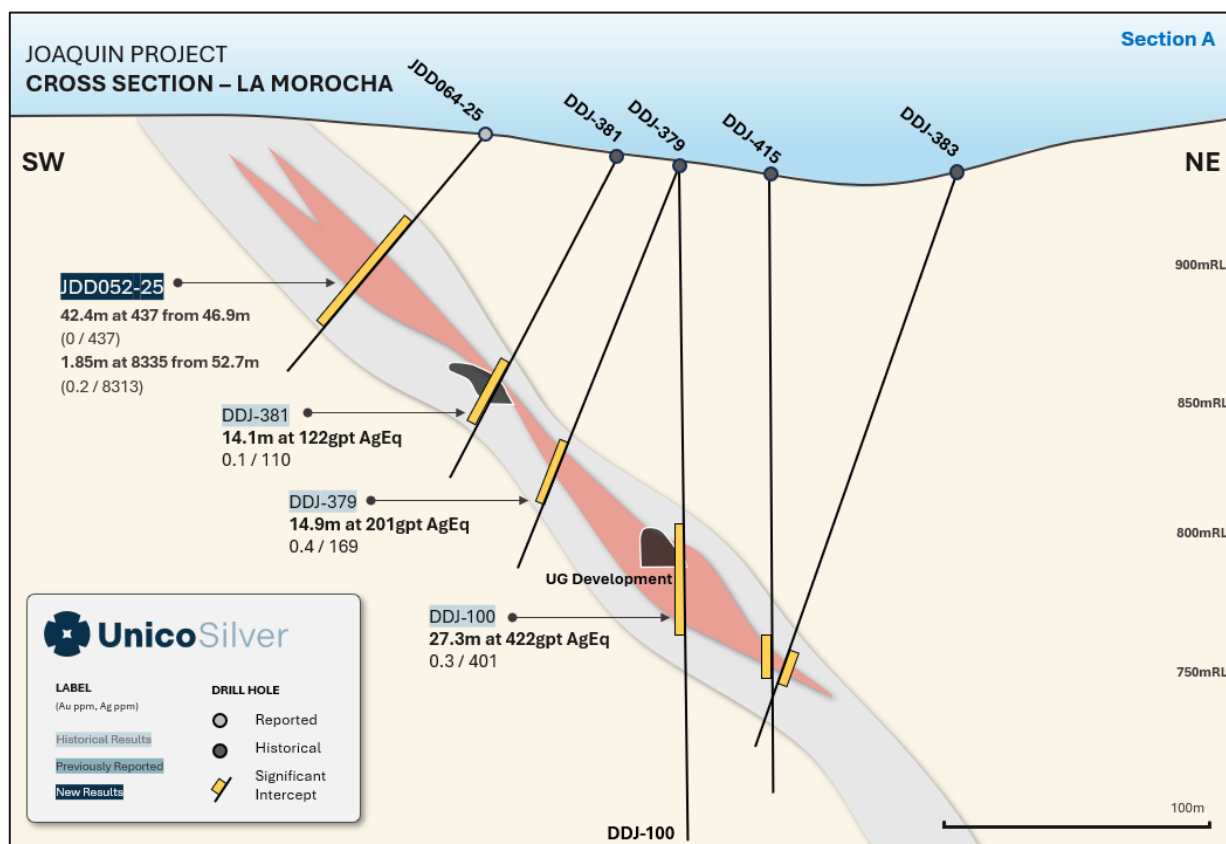 JOAQUIN PROJECT
CROSS SECTION – LA MOROCHA
Section A
SW
NE
JDD064-25
DDJ-381
DDJ-379
DDJ-415
DDJ-383
900mRL
850mRL
800mRL
750mRL
JDD052-25
42.4m at 437 from 46.9m
(0 / 437)
1.85m at 8335 from 52.7m
(0.2 / 8313)
DDJ-381
14.1m at 122gpt AgEq
0.1 / 110
DDJ-379
14.9m at 201gpt AgEq
0.4 / 169
UG Development
DDJ-100
27.3m at 422gpt AgEq
0.3 / 401
UnicoSilver
LABEL
(Au ppm, Ag ppm)
Historical Results
Previously Reported
New Results
DRILL HOLE
Reported
Historical
Significant
Intercept
DDJ-100
100m